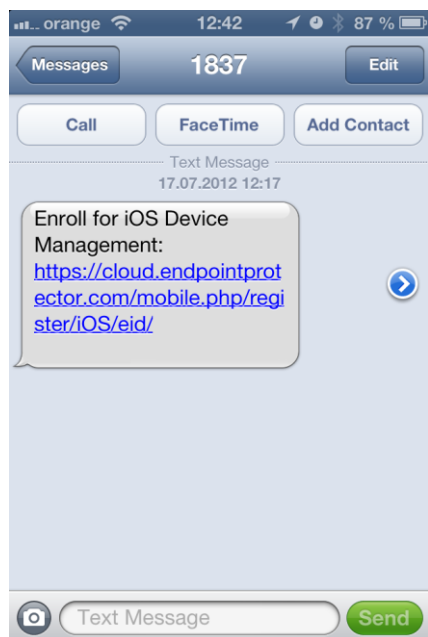 orange 12:42 87 %
Messages 1837 Edit
Call FaceTime Add Contact
Text Message
17.07.2012 12:17
Enroll for iOS Device
Management:
https://cloud.endpointprot
ector.com/mobile.php/regi
ster/iOS/eid/
Text Message Send